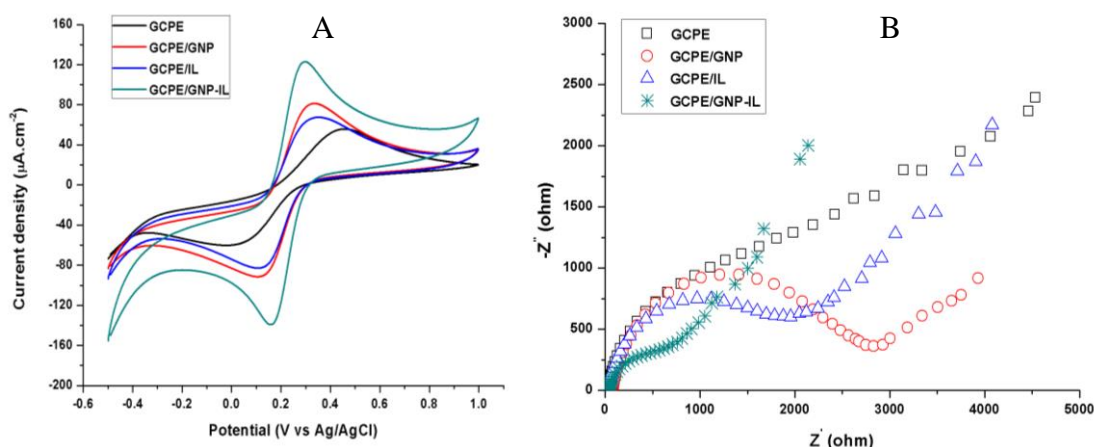 A
GCPE
GCPE/GNP
GCPE/IL
GCPE/GNP-IL
160
120
80
40
0
-40
-80
-120
-160
-200
-0.6 -0.4 -0.2 0.0 0.2 0.4 0.6 0.8 1.0
Current density (µA.cm⁻²)
Potential (V vs Ag/AgCl)
B
GCPE
GCPE/GNP
GCPE/IL
GCPE/GNP-IL
3000
2500
2000
1500
1000
500
0
0 1000 2000 3000 4000 5000
-Z'' (ohm)
Z' (ohm)